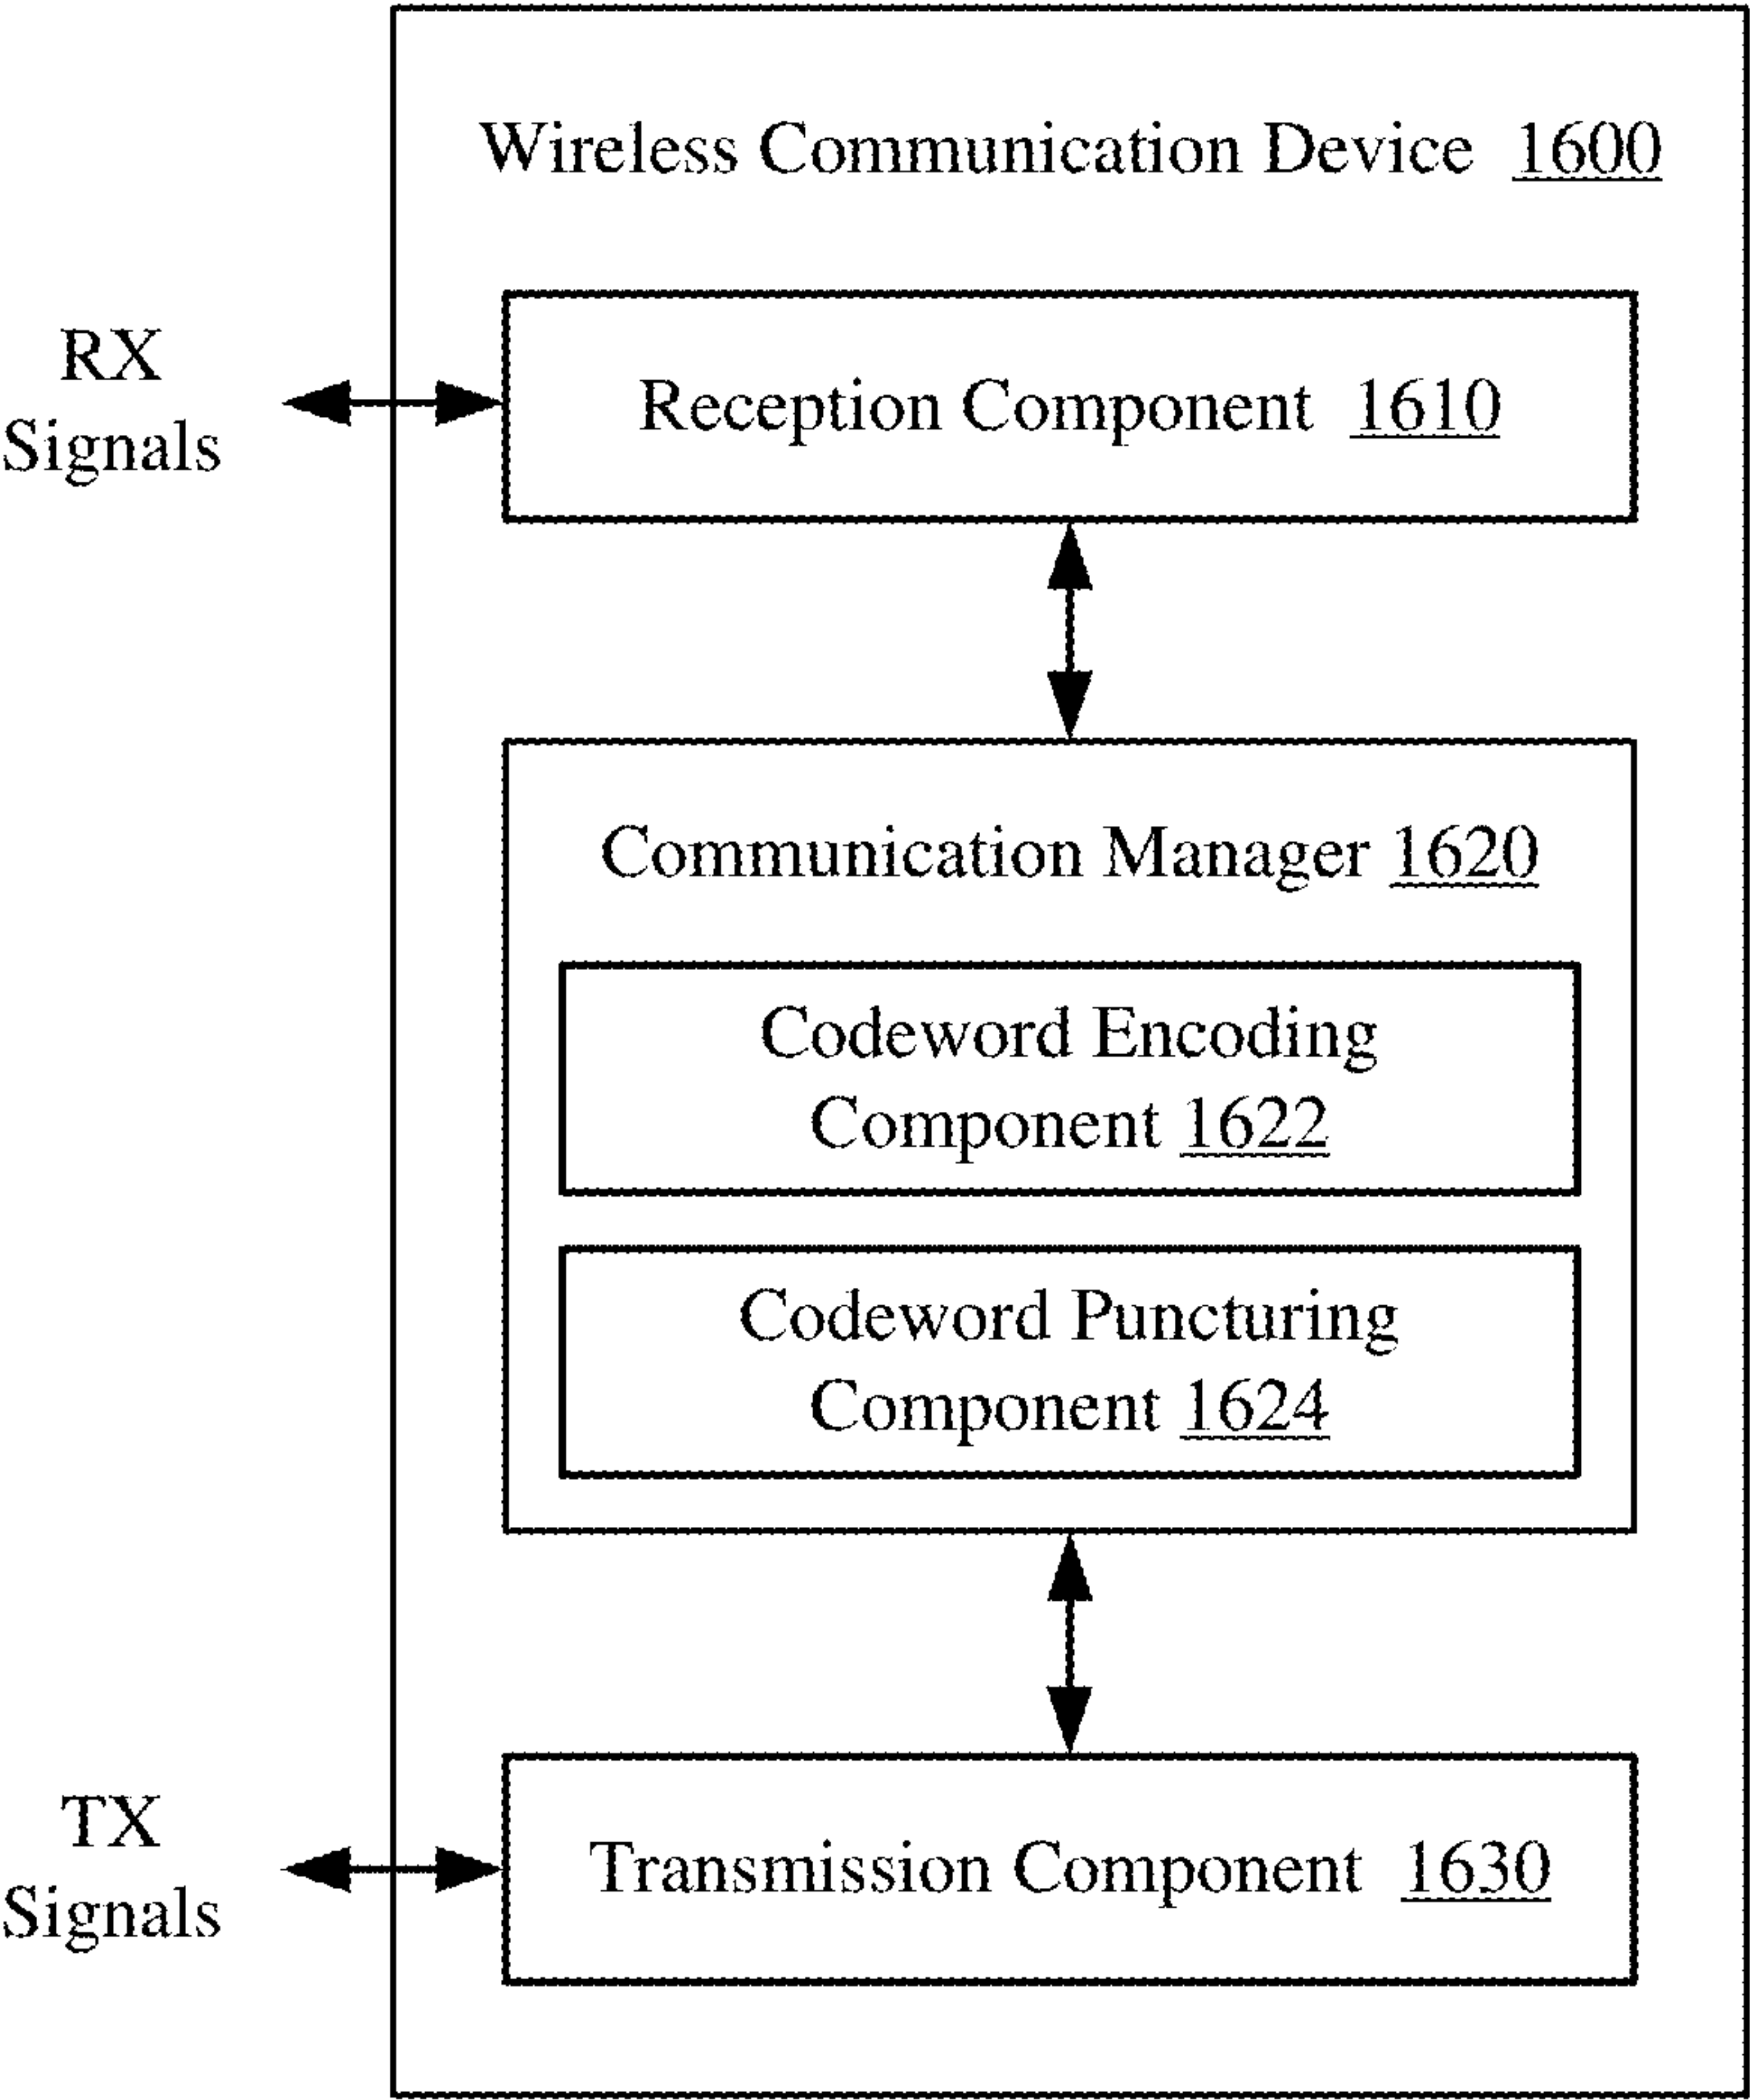 Wireless Communication Device 1600
RX
Signals
Reception Component 1610
Communication Manager 1620
Codeword Encoding
Component 1622
Codeword Puncturing
Component 1624
TX
Signals
Transmission Component 1630